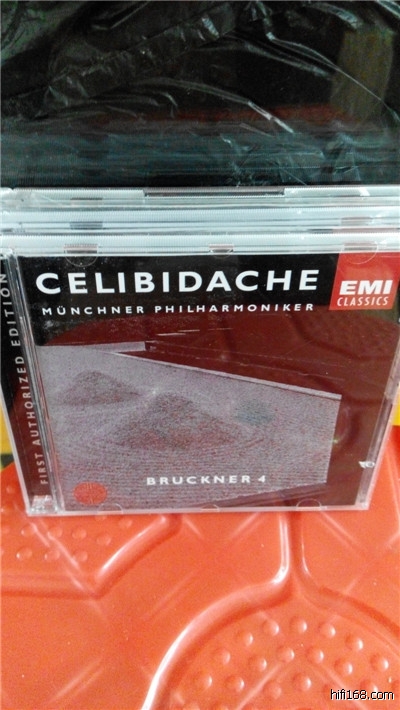 CELIBIDACHE
MÜNCHNER PHILHARMONIKER
EMI
CLASSICS
FIRST AUTHORIZED EDITION
BRUCKNER 4
hifi168.com